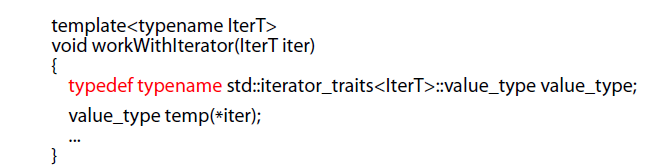 template<typename IterT>
void workWithIterator(IterT iter)
{
typedef typename std::iterator_traits<IterT>::value_type value_type;
value_type temp(*iter);
...
}